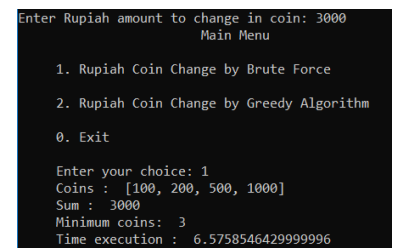 Enter Rupiah amount to change in coin: 3000
Main Menu
1. Rupiah Coin Change by Brute Force
2. Rupiah Coin Change by Greedy Algorithm
0. Exit
Enter your choice: 1
Coins :  [100, 200, 500, 1000]
Sum :  3000
Minimum coins:  3
Time execution :  6.5758546429999996